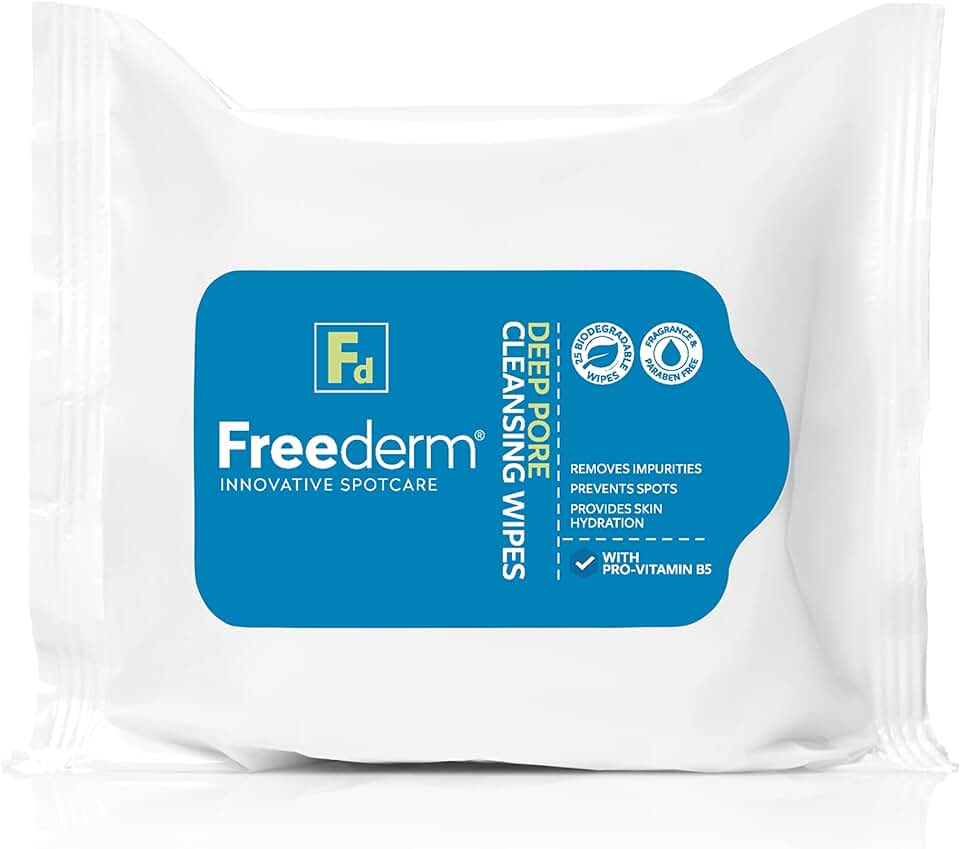 Fd
Freederm®
INNOVATIVE SPOTCARE
DEEP PORE
CLEANSING WIPES
25 BIODEGRADABLE
WIPES
FRAGRANCE &
PARABEN FREE
REMOVES IMPURITIES
PREVENTS SPOTS
PROVIDES SKIN
HYDRATION
WITH
PRO-VITAMIN B5